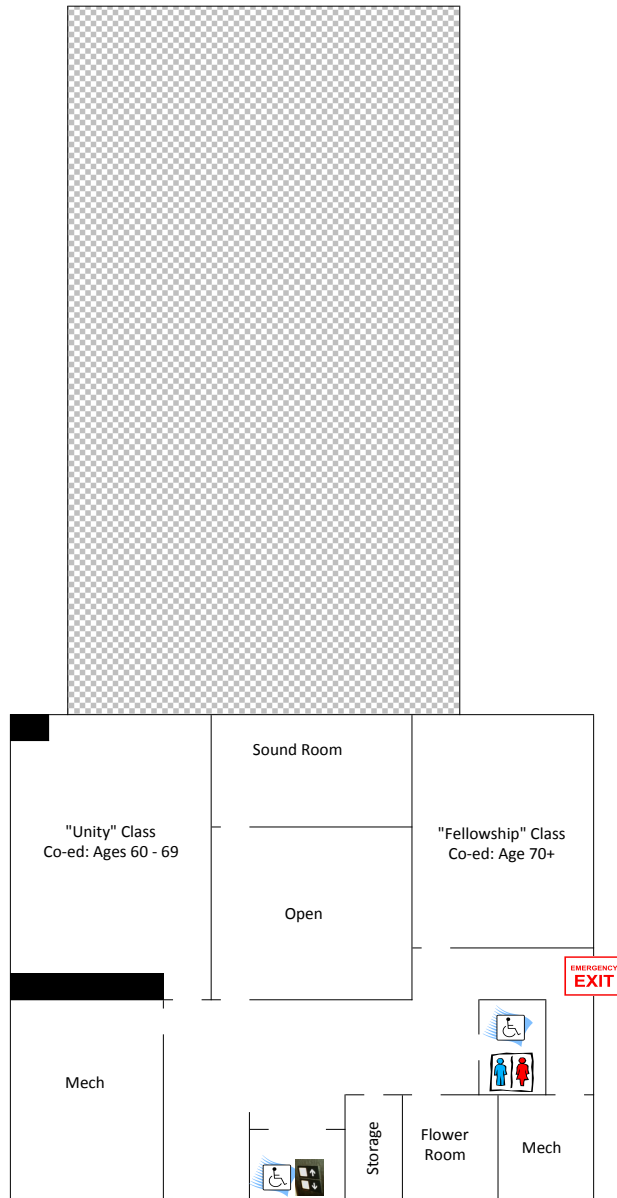 Sound Room
"Unity" Class
Co-ed: Ages 60 - 69
"Fellowship" Class
Co-ed: Age 70+
Open
EMERGENCY
EXIT
Mech
Storage
Flower
Room
Mech